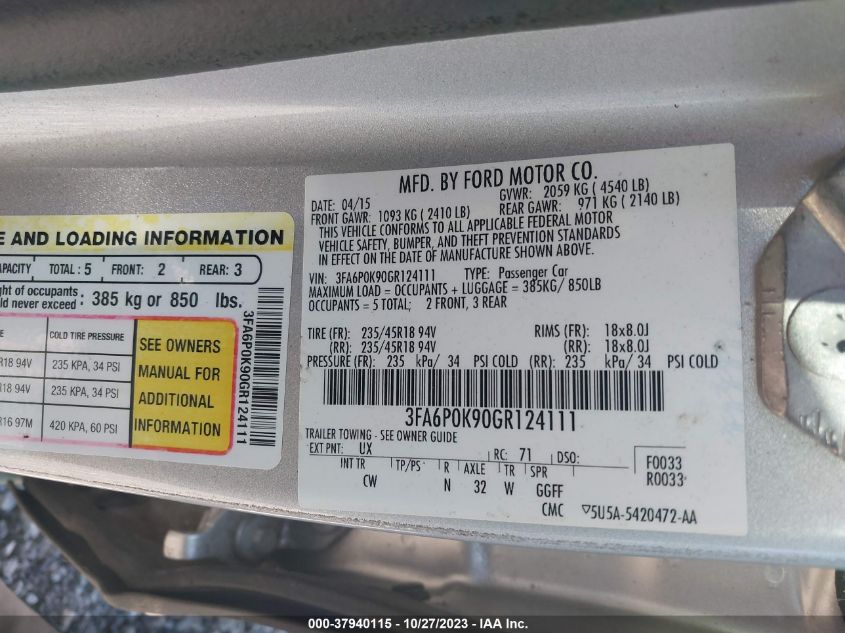 E AND LOADING INFORMATION
APACITY TOTAL : 5 FRONT: 2 REAR: 3
ght of occupants
ld never exceed : 385 kg or 850 lbs.
COLD TIRE PRESSURE
R18 94V 235 KPA, 34 PSI
R18 94V 235 KPA, 34 PSI
R16 97M 420 KPA, 60 PSI
SEE OWNERS
MANUAL FOR
ADDITIONAL
INFORMATION
3FA6P0K90GR124111
MFD. BY FORD MOTOR CO.
DATE: 04/15 GVWR: 2059 KG ( 4540 LB)
FRONT GAWR: 1093 KG ( 2410 LB) REAR GAWR: 971 KG ( 2140 LB)
THIS VEHICLE CONFORMS TO ALL APPLICABLE FEDERAL MOTOR
VEHICLE SAFETY, BUMPER, AND THEFT PREVENTION STANDARDS
IN EFFECT ON THE DATE OF MANUFACTURE SHOWN ABOVE.
VIN: 3FA6P0K90GR124111 TYPE: Passenger Car
MAXIMUM LOAD = OCCUPANTS + LUGGAGE = 385KG/ 850LB
OCCUPANTS = 5 TOTAL; 2 FRONT, 3 REAR
TIRE (FR): 235/45R18 94V RIMS (FR): 18x8.0J
(RR): 235/45R18 94V (RR): 18x8.0J
PRESSURE (FR): 235 kPa/ 34 PSI COLD (RR): 235 kPa/ 34 PSI COLD
3FA6P0K90GR124111
TRAILER TOWING - SEE OWNER GUIDE
EXT PNT: UX RC: 71 DSO:
INT TR TP/PS R AXLE TR SPR
CW N 32 W GGFF
F0033
R0033
CMC ▽5U5A-5420472-AA
000-37940115 - 10/27/2023 - IAA Inc.